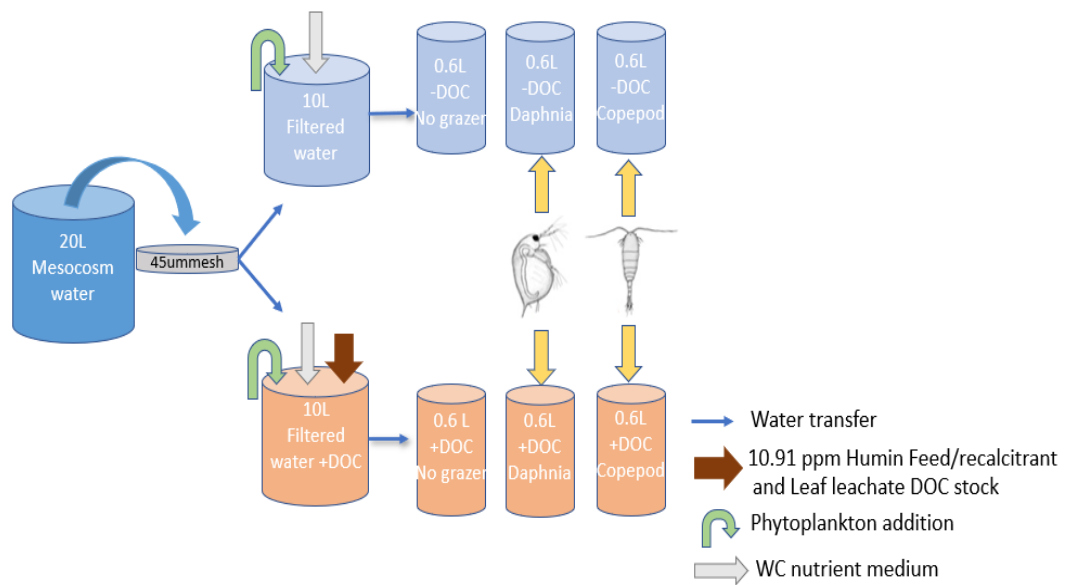 20L
Mesocosm
water
45ummesh
10L
Filtered
water
0.6L
-DOC
No grazer
0.6L
-DOC
Daphnia
0.6L
-DOC
Copepod
10L
Filtered
water +DOC
0.6 L
+DOC
No grazer
0.6L
+DOC
Daphnia
0.6L
+DOC
Copepod
Water transfer
10.91 ppm Humin Feed/recalcitrant
and Leaf leachate DOC stock
Phytoplankton addition
WC nutrient medium